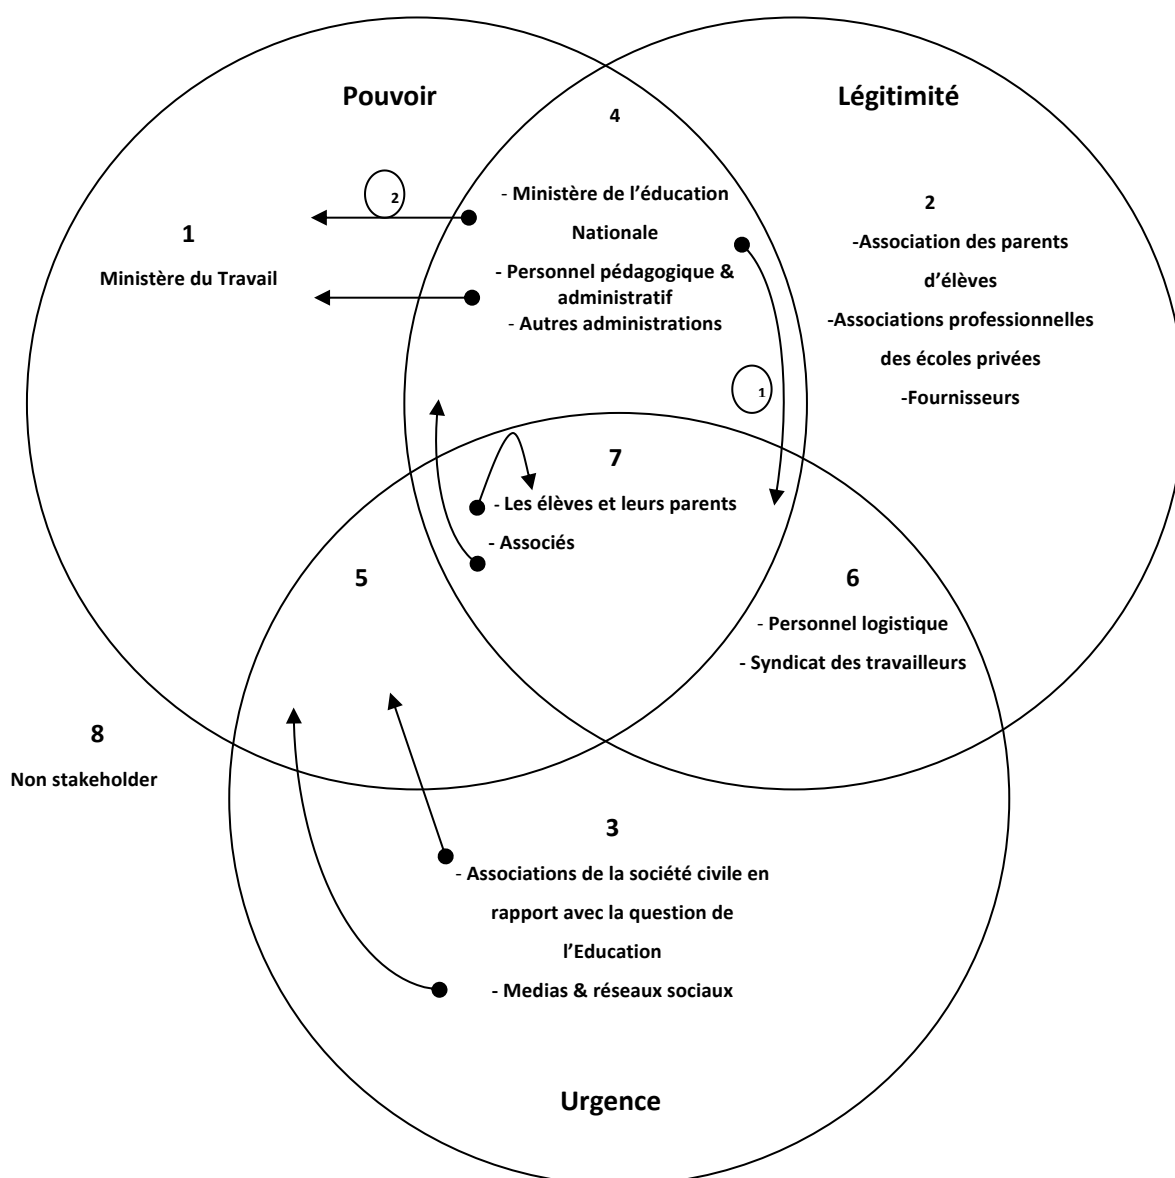 Pouvoir
Légitimité
4
2
- Ministère de l’éducation
Nationale
2
-Association des parents
d’élèves
-Associations professionnelles
des écoles privées
-Fournisseurs
1
Ministère du Travail
- Personnel pédagogique &
administratif
- Autres administrations
1
7
- Les élèves et leurs parents
- Associés
5
6
- Personnel logistique
- Syndicat des travailleurs
8
Non stakeholder
3
- Associations de la société civile en
rapport avec la question de
l’Education
- Medias & réseaux sociaux
Urgence